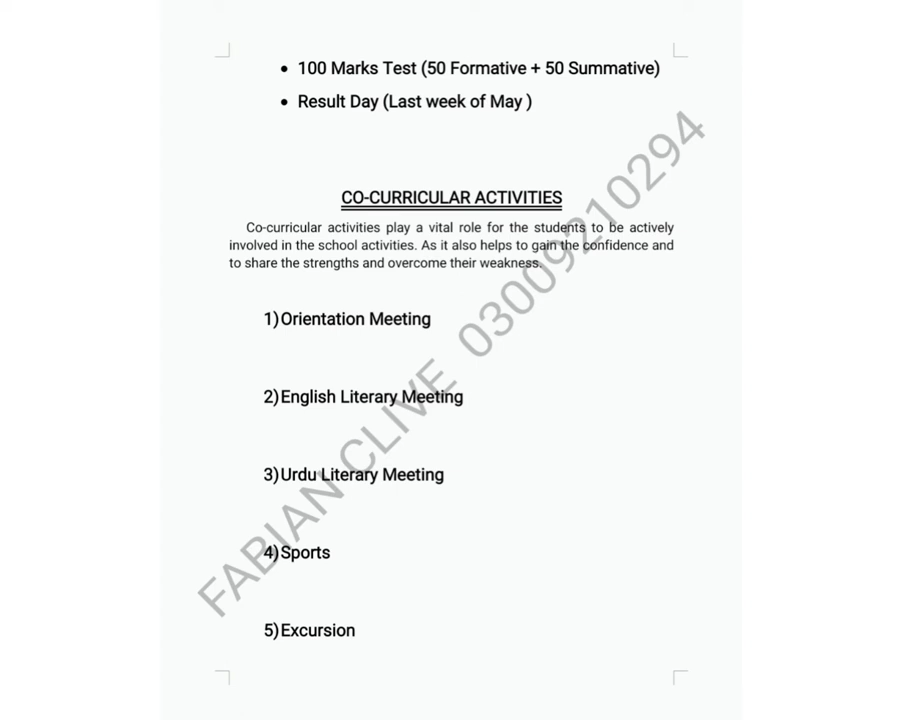 • 100 Marks Test (50 Formative + 50 Summative)
• Result Day (Last week of May )
CO-CURRICULAR ACTIVITIES
Co-curricular activities play a vital role for the students to be actively
involved in the school activities. As it also helps to gain the confidence and
to share the strengths and overcome their weakness.
1)Orientation Meeting
2)English Literary Meeting
3)Urdu Literary Meeting
4)Sports
5)Excursion
FABIAN CLIVE 03009210294